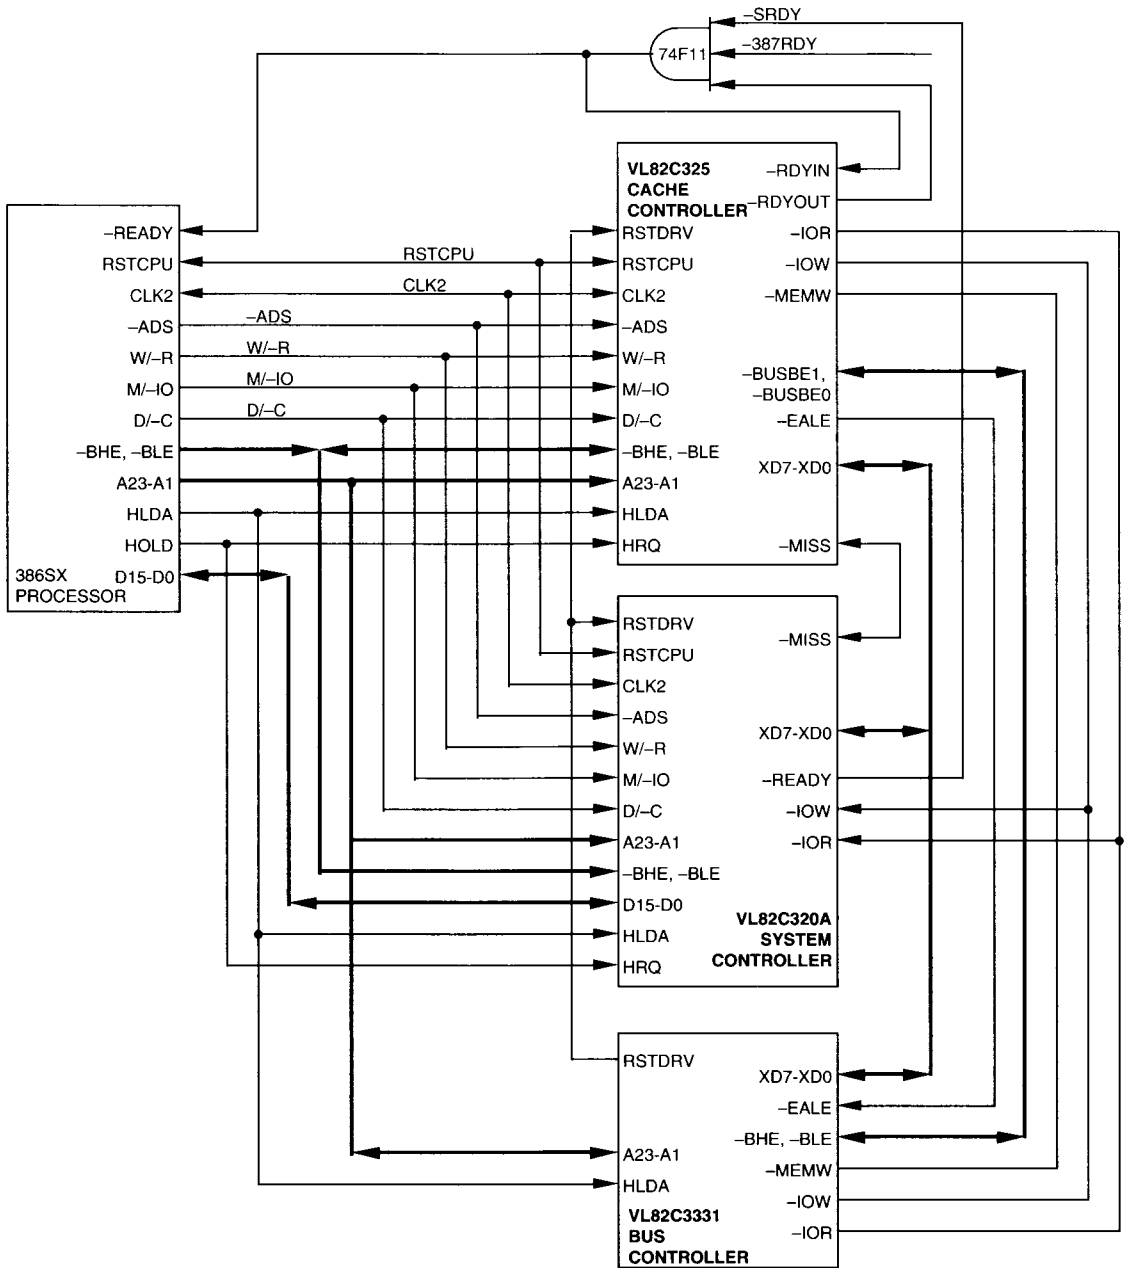 –SRDY
74F11
–387RDY
VL82C325
CACHE
CONTROLLER
–RDYIN
–RDYOUT
RSTDRV
RSTCPU
CLK2
–ADS
W/–R
M/–IO
D/–C
–BHE, –BLE
A23-A1
HLDA
HRQ
–IOR
–IOW
–MEMW
–BUSBE1,
–BUSBE0
–EALE
XD7-XD0
–MISS
–READY
RSTCPU
CLK2
–ADS
W/–R
M/–IO
D/–C
–BHE, –BLE
A23-A1
HLDA
HOLD
D15-D0
386SX
PROCESSOR
RSTCPU
CLK2
–ADS
W/–R
M/–IO
D/–C
RSTDRV
RSTCPU
CLK2
–ADS
W/–R
M/–IO
D/–C
A23-A1
–BHE, –BLE
D15-D0
HLDA
HRQ
–MISS
XD7-XD0
–READY
–IOW
–IOR
VL82C320A
SYSTEM
CONTROLLER
RSTDRV
A23-A1
HLDA
XD7-XD0
–EALE
–BHE, –BLE
–MEMW
–IOW
–IOR
VL82C3331
BUS
CONTROLLER